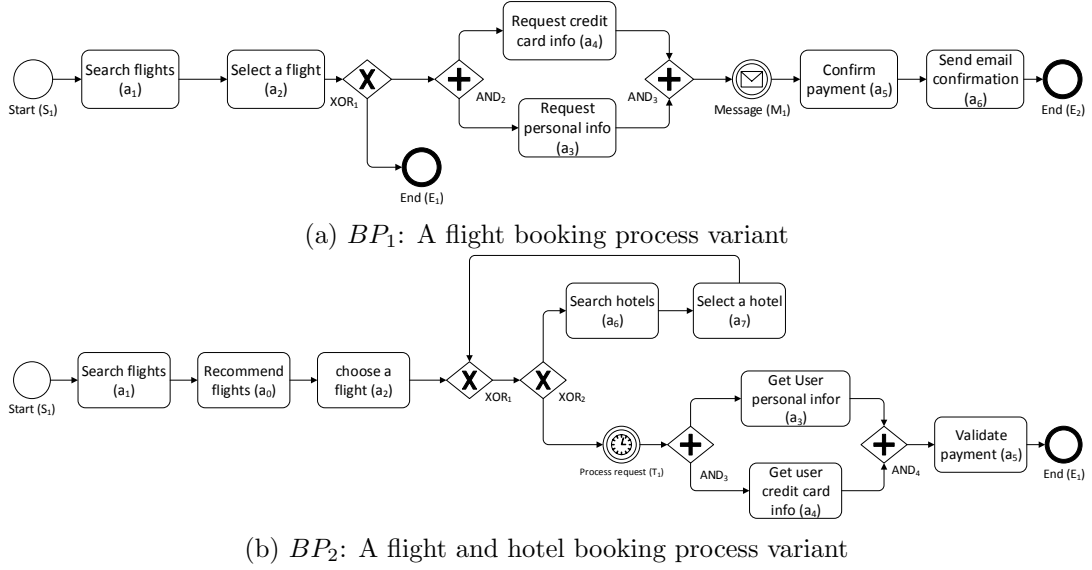 Request credit
card info (a4)
Search flights
(a1)
Select a flight
(a2)
X
XOR1
AND2
AND3
Confirm
payment (a5)
Send email
confirmation
(a6)
Start (S1)
Message (M1)
End (E2)
Request
personal info
(a3)
End (E1)
(a) BP1: A flight booking process variant
Search hotels
(a6)
Select a hotel
(a7)
Search flights
(a1)
Recommend
flights (a0)
choose a
flight (a2)
X
X
XOR1
XOR2
Start (S1)
Get User
personal infor
(a3)
Process request (T1)
AND3
AND4
Validate
payment (a5)
End (E1)
Get user
credit card
info (a4)
(b) BP2: A flight and hotel booking process variant